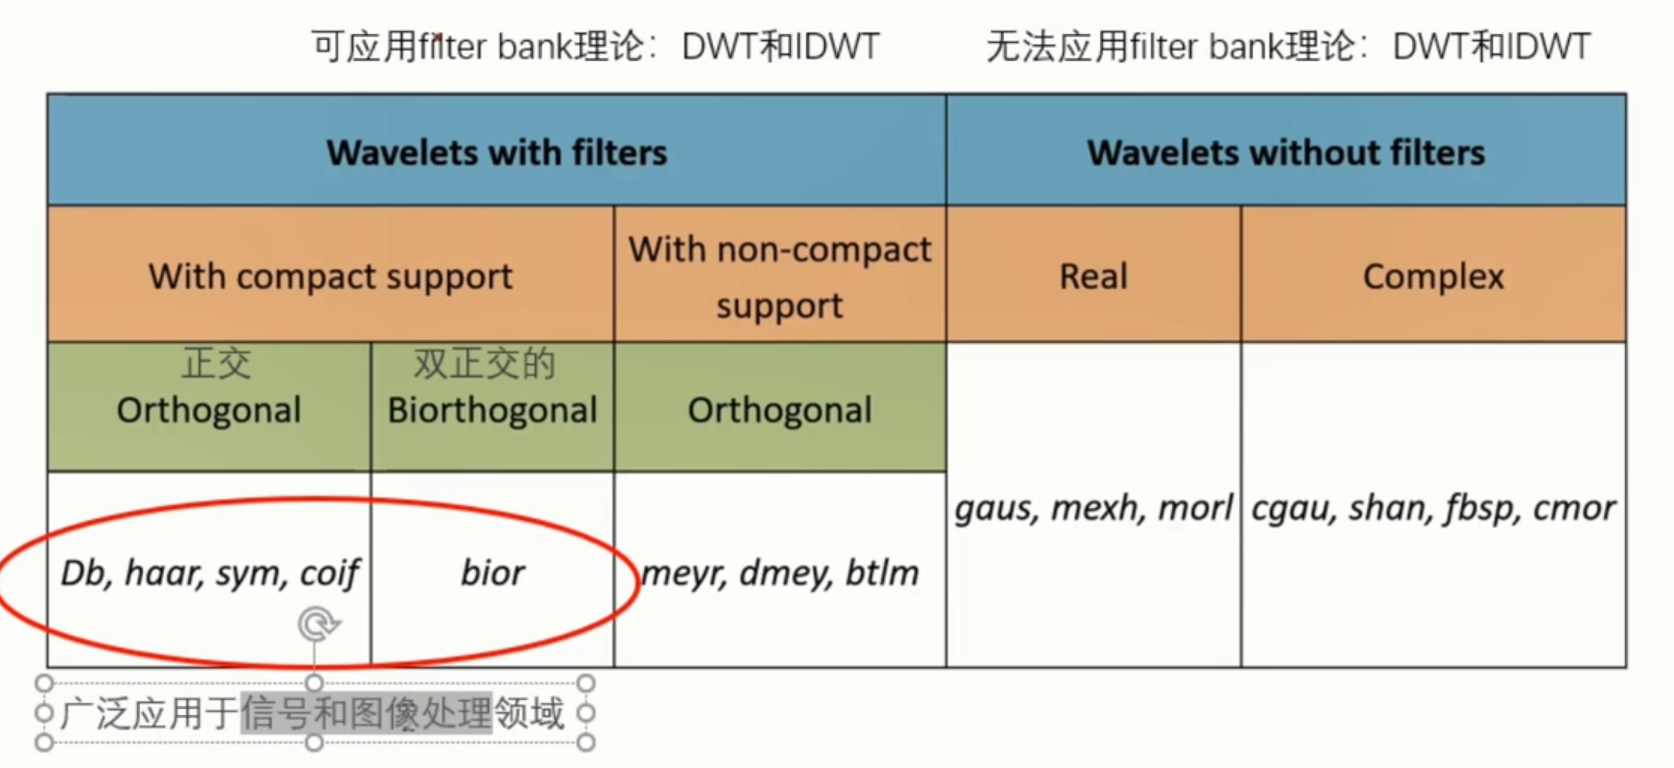 可应用filter bank理论：DWT和IDWT
无法应用filter bank理论：DWT和IDWT
Wavelets with filters
Wavelets without filters
With compact support
With non-compact
support
Real
Complex
正交
Orthogonal
双正交的
Biorthogonal
Orthogonal
Db, haar, sym, coif
bior
meyr, dmey, btlm
gaus, mexh, morl
cgau, shan, fbsp, cmor
广泛应用于信号和图像处理领域